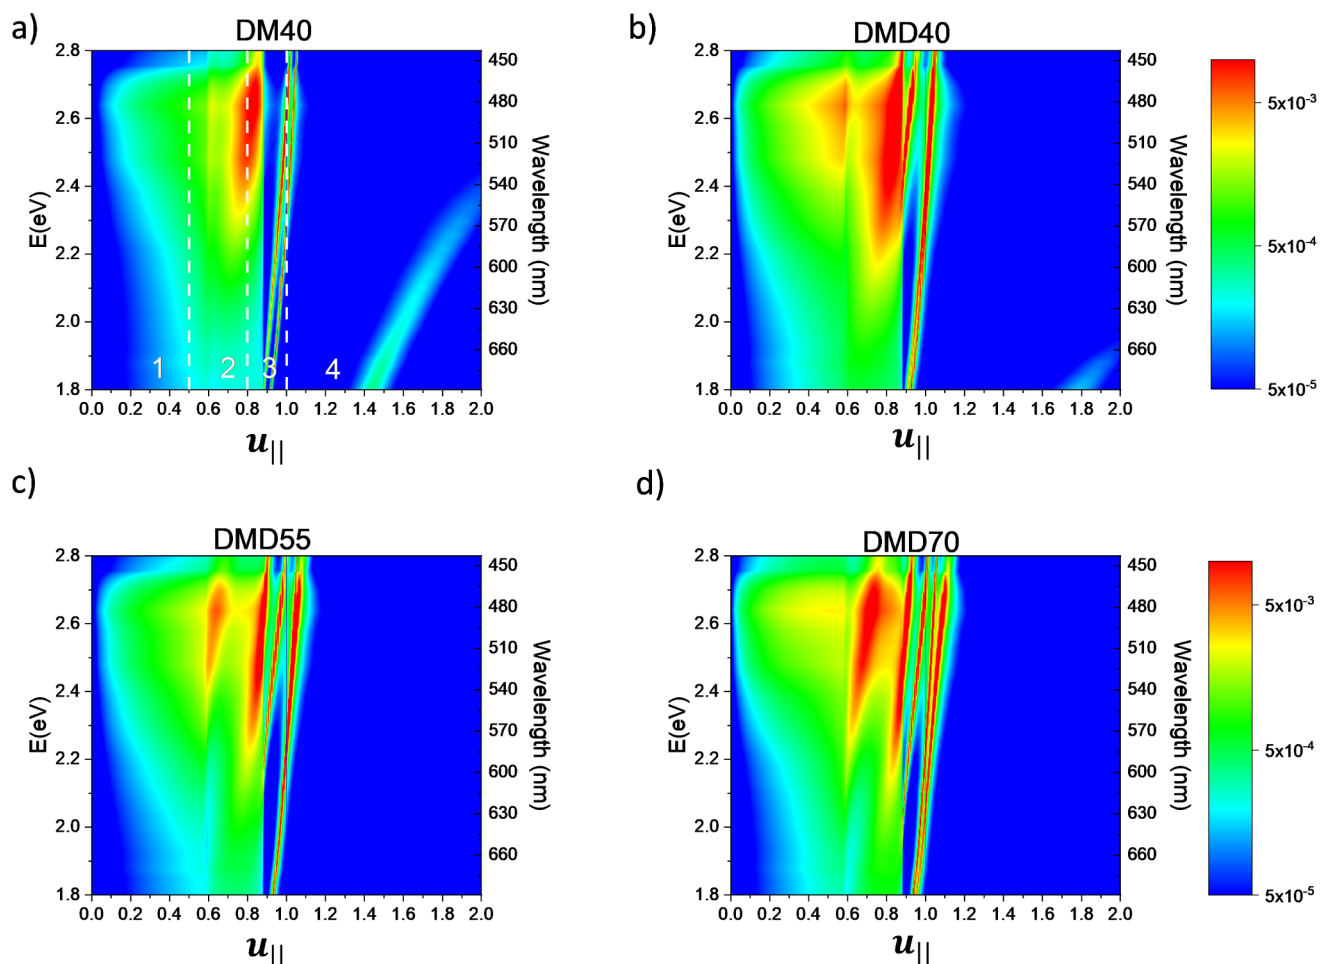 a)
DM40
E(eV)
2.8
2.6
2.4
2.2
2.0
1.8
1
2
3
4
0.0 0.2 0.4 0.6 0.8 1.0 1.2 1.4 1.6 1.8 2.0
u||
450
480
510
540
570
600
630
660
Wavelength (nm)
b)
DMD40
E(eV)
2.8
2.6
2.4
2.2
2.0
1.8
0.0 0.2 0.4 0.6 0.8 1.0 1.2 1.4 1.6 1.8 2.0
u||
450
480
510
540
570
600
630
660
Wavelength (nm)
5x10⁻³
5x10⁻⁴
5x10⁻⁵
c)
DMD55
E(eV)
2.8
2.6
2.4
2.2
2.0
1.8
0.0 0.2 0.4 0.6 0.8 1.0 1.2 1.4 1.6 1.8 2.0
u||
450
480
510
540
570
600
630
660
Wavelength (nm)
d)
DMD70
E(eV)
2.8
2.6
2.4
2.2
2.0
1.8
0.0 0.2 0.4 0.6 0.8 1.0 1.2 1.4 1.6 1.8 2.0
u||
450
480
510
540
570
600
630
660
Wavelength (nm)
5x10⁻³
5x10⁻⁴
5x10⁻⁵